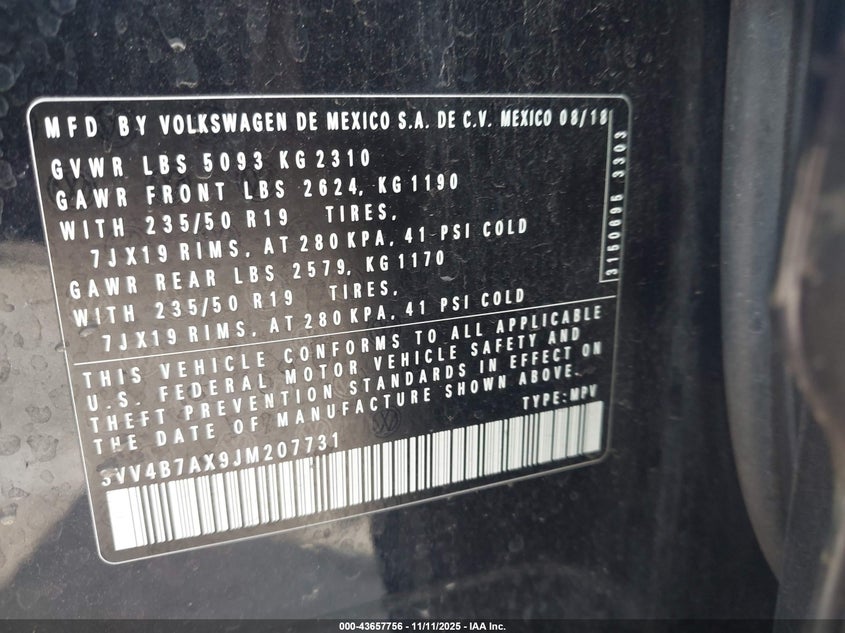 MFD BY VOLKSWAGEN DE MEXICO S.A. DE C.V. MEXICO 08/18
GVWR LBS 5093 KG 2310
GAWR FRONT LBS 2624, KG 1190
WITH 235/50 R19 TIRES,
7JX19 RIMS, AT 280 KPA, 41 PSI COLD
GAWR REAR LBS 2579, KG 1170
WITH 235/50 R19 TIRES,
7JX19 RIMS, AT 280 KPA, 41 PSI COLD
3150695 3303
THIS VEHICLE CONFORMS TO ALL APPLICABLE
U.S. FEDERAL MOTOR VEHICLE SAFETY AND
THEFT PREVENTION STANDARDS IN EFFECT ON
THE DATE OF MANUFACTURE SHOWN ABOVE.
TYPE: MPV
3VV4B7AX9JM207731
000-43657756 - 11/11/2025 - IAA Inc.